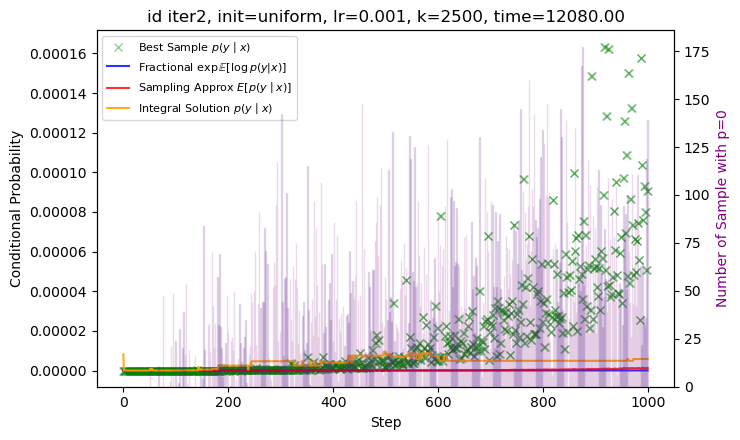 id iter2, init=uniform, lr=0.001, k=2500, time=12080.00
Best Sample p(y | x)
Fractional exp𝔼[log p(y|x)]
Sampling Approx E[p(y | x)]
Integral Solution p(y | x)
0.00016
0.00014
0.00012
0.00010
0.00008
0.00006
0.00004
0.00002
0.00000
Conditional Probability
175
150
125
100
75
50
25
0
Number of Sample with p=0
0 200 400 600 800 1000
Step